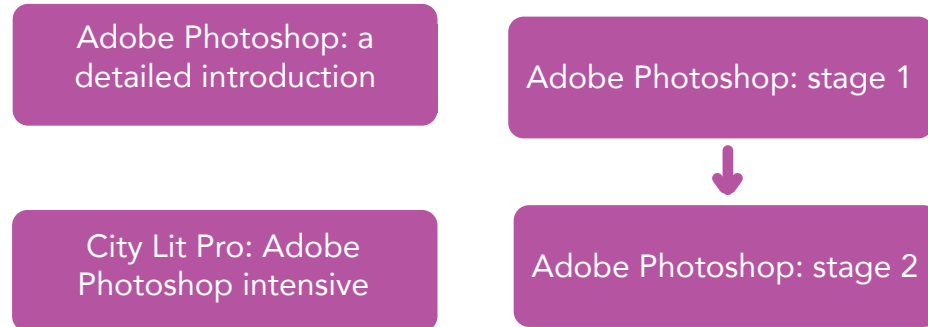 Adobe Photoshop: a
detailed introduction
Adobe Photoshop: stage 1
City Lit Pro: Adobe
Photoshop intensive
Adobe Photoshop: stage 2